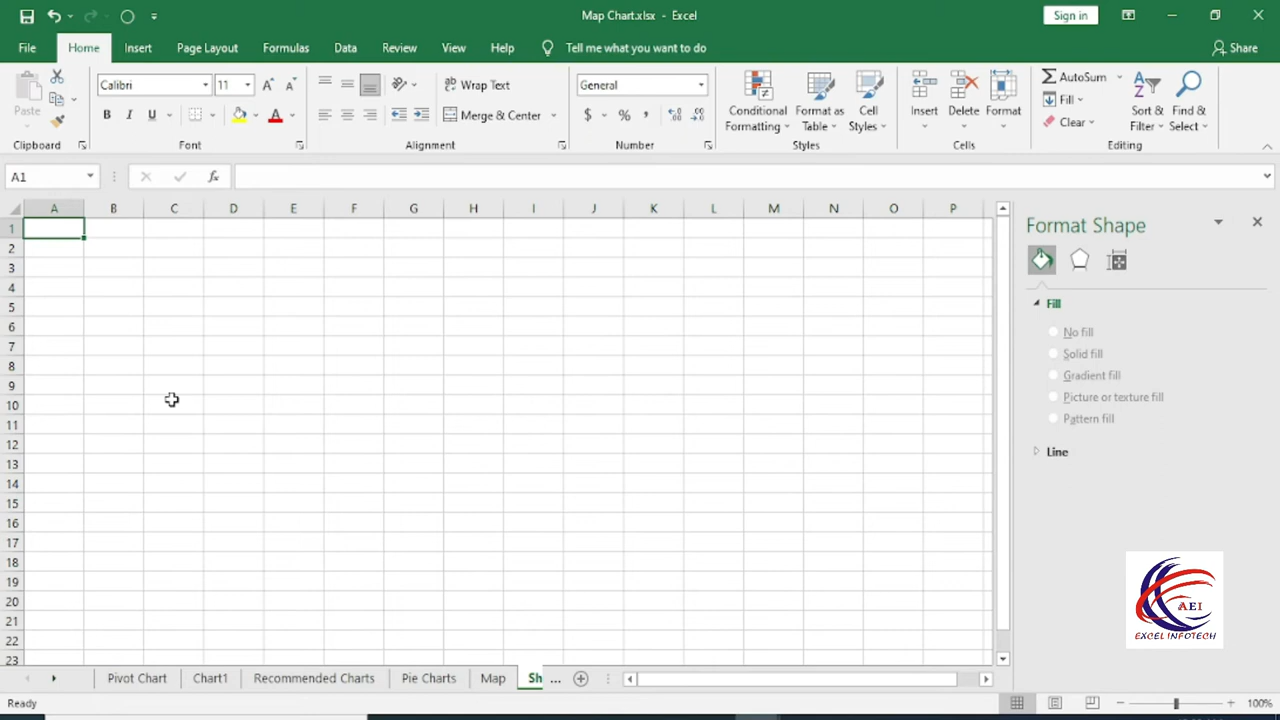 Map Chart.xlsx - Excel
Sign in
File Home Insert Page Layout Formulas Data Review View Help Tell me what you want to do Share
Paste
Clipboard
Calibri 11
B I U
Font
Wrap Text
Merge & Center
Alignment
General
$ % ,
Number
Conditional Formatting
Format as Table
Cell Styles
Styles
Insert
Delete
Format
Cells
AutoSum
Fill
Clear
Sort & Filter
Find & Select
Editing
A1
fx
A B C D E F G H I J K L M N O P
1
2
3
4
5
6
7
8
9
10
11
12
13
14
15
16
17
18
19
20
21
22
23
Format Shape
Fill
No fill
Solid fill
Gradient fill
Picture or texture fill
Pattern fill
Line
AEI
EXCEL INFOTECH
Pivot Chart Chart1 Recommended Charts Pie Charts Map Sh ...
Ready
100%